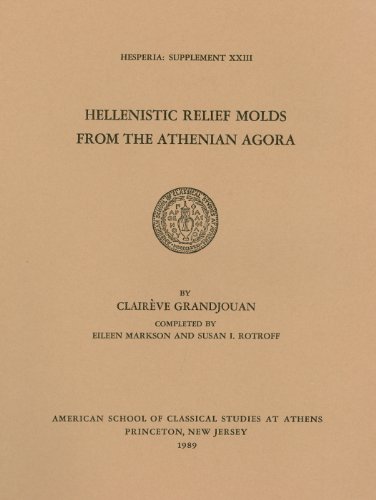 HESPERIA: SUPPLEMENT XXIII
HELLENISTIC RELIEF MOLDS
FROM THE ATHENIAN AGORA
BY
CLAIRÈVE GRANDJOUAN
COMPLETED BY
EILEEN MARKSON AND SUSAN I. ROTROFF
AMERICAN SCHOOL OF CLASSICAL STUDIES AT ATHENS
PRINCETON, NEW JERSEY
1989